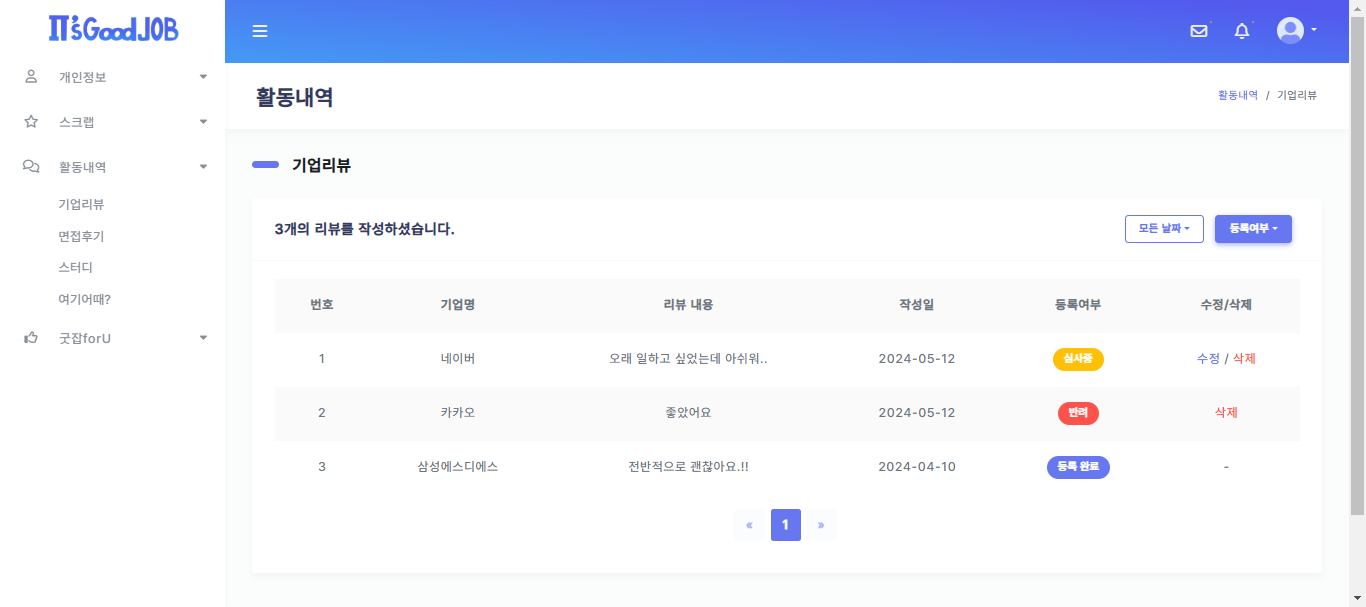 IT's Good JOB
개인정보
스크랩
활동내역
기업리뷰
면접후기
스터디
여기어때?
굿잡forU
활동내역
활동내역 / 기업리뷰
기업리뷰
3개의 리뷰를 작성하셨습니다.
모든 날짜
등록여부
번호 기업명 리뷰 내용 작성일 등록여부 수정/삭제
1 네이버 오래 일하고 싶었는데 아쉬워.. 2024-05-12 심사중 수정 / 삭제
2 카카오 좋았어요 2024-05-12 반려 삭제
3 삼성에스디에스 전반적으로 괜찮아요.!! 2024-04-10 등록 완료 -
« 1 »